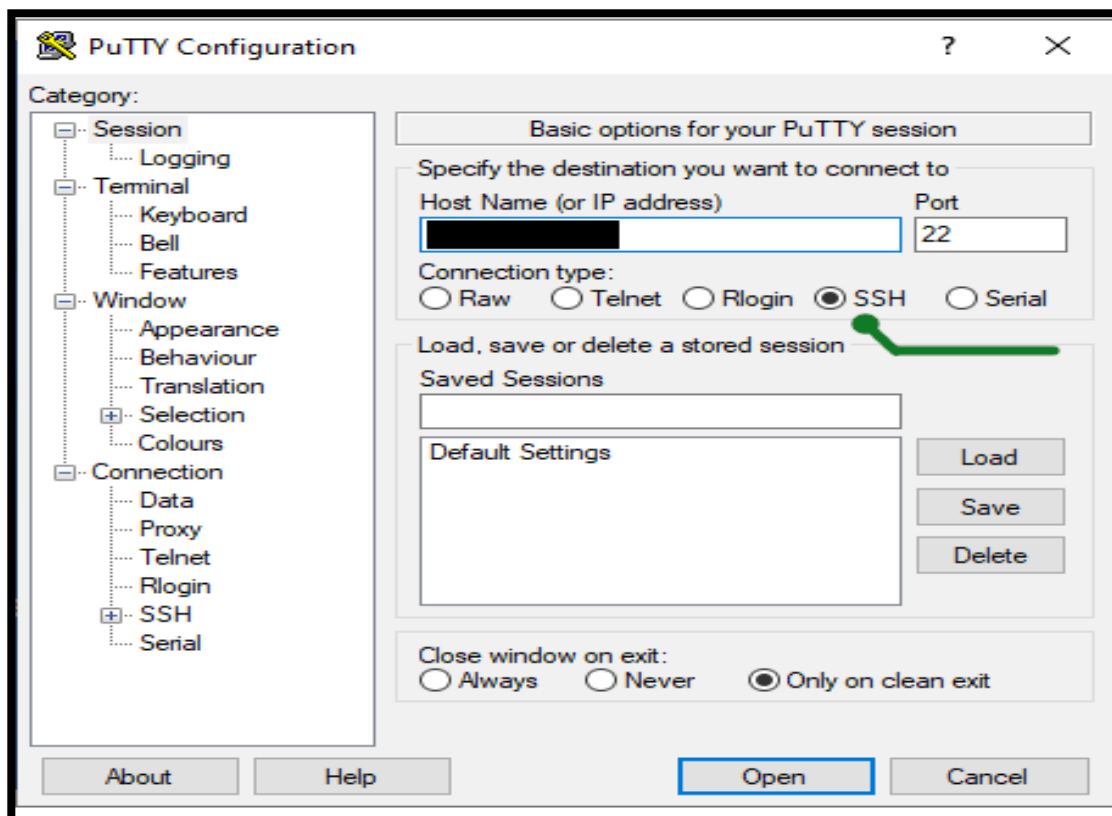 PuTTY Configuration
?
Category:
Session
Logging
Terminal
Keyboard
Bell
Features
Window
Appearance
Behaviour
Translation
Selection
Colours
Connection
Data
Proxy
Telnet
Rlogin
SSH
Serial
Basic options for your PuTTY session
Specify the destination you want to connect to
Host Name (or IP address) Port
22
Connection type:
Raw Telnet Rlogin SSH Serial
Load, save or delete a stored session
Saved Sessions
Default Settings
Load
Save
Delete
Close window on exit:
Always Never Only on clean exit
About Help Open Cancel